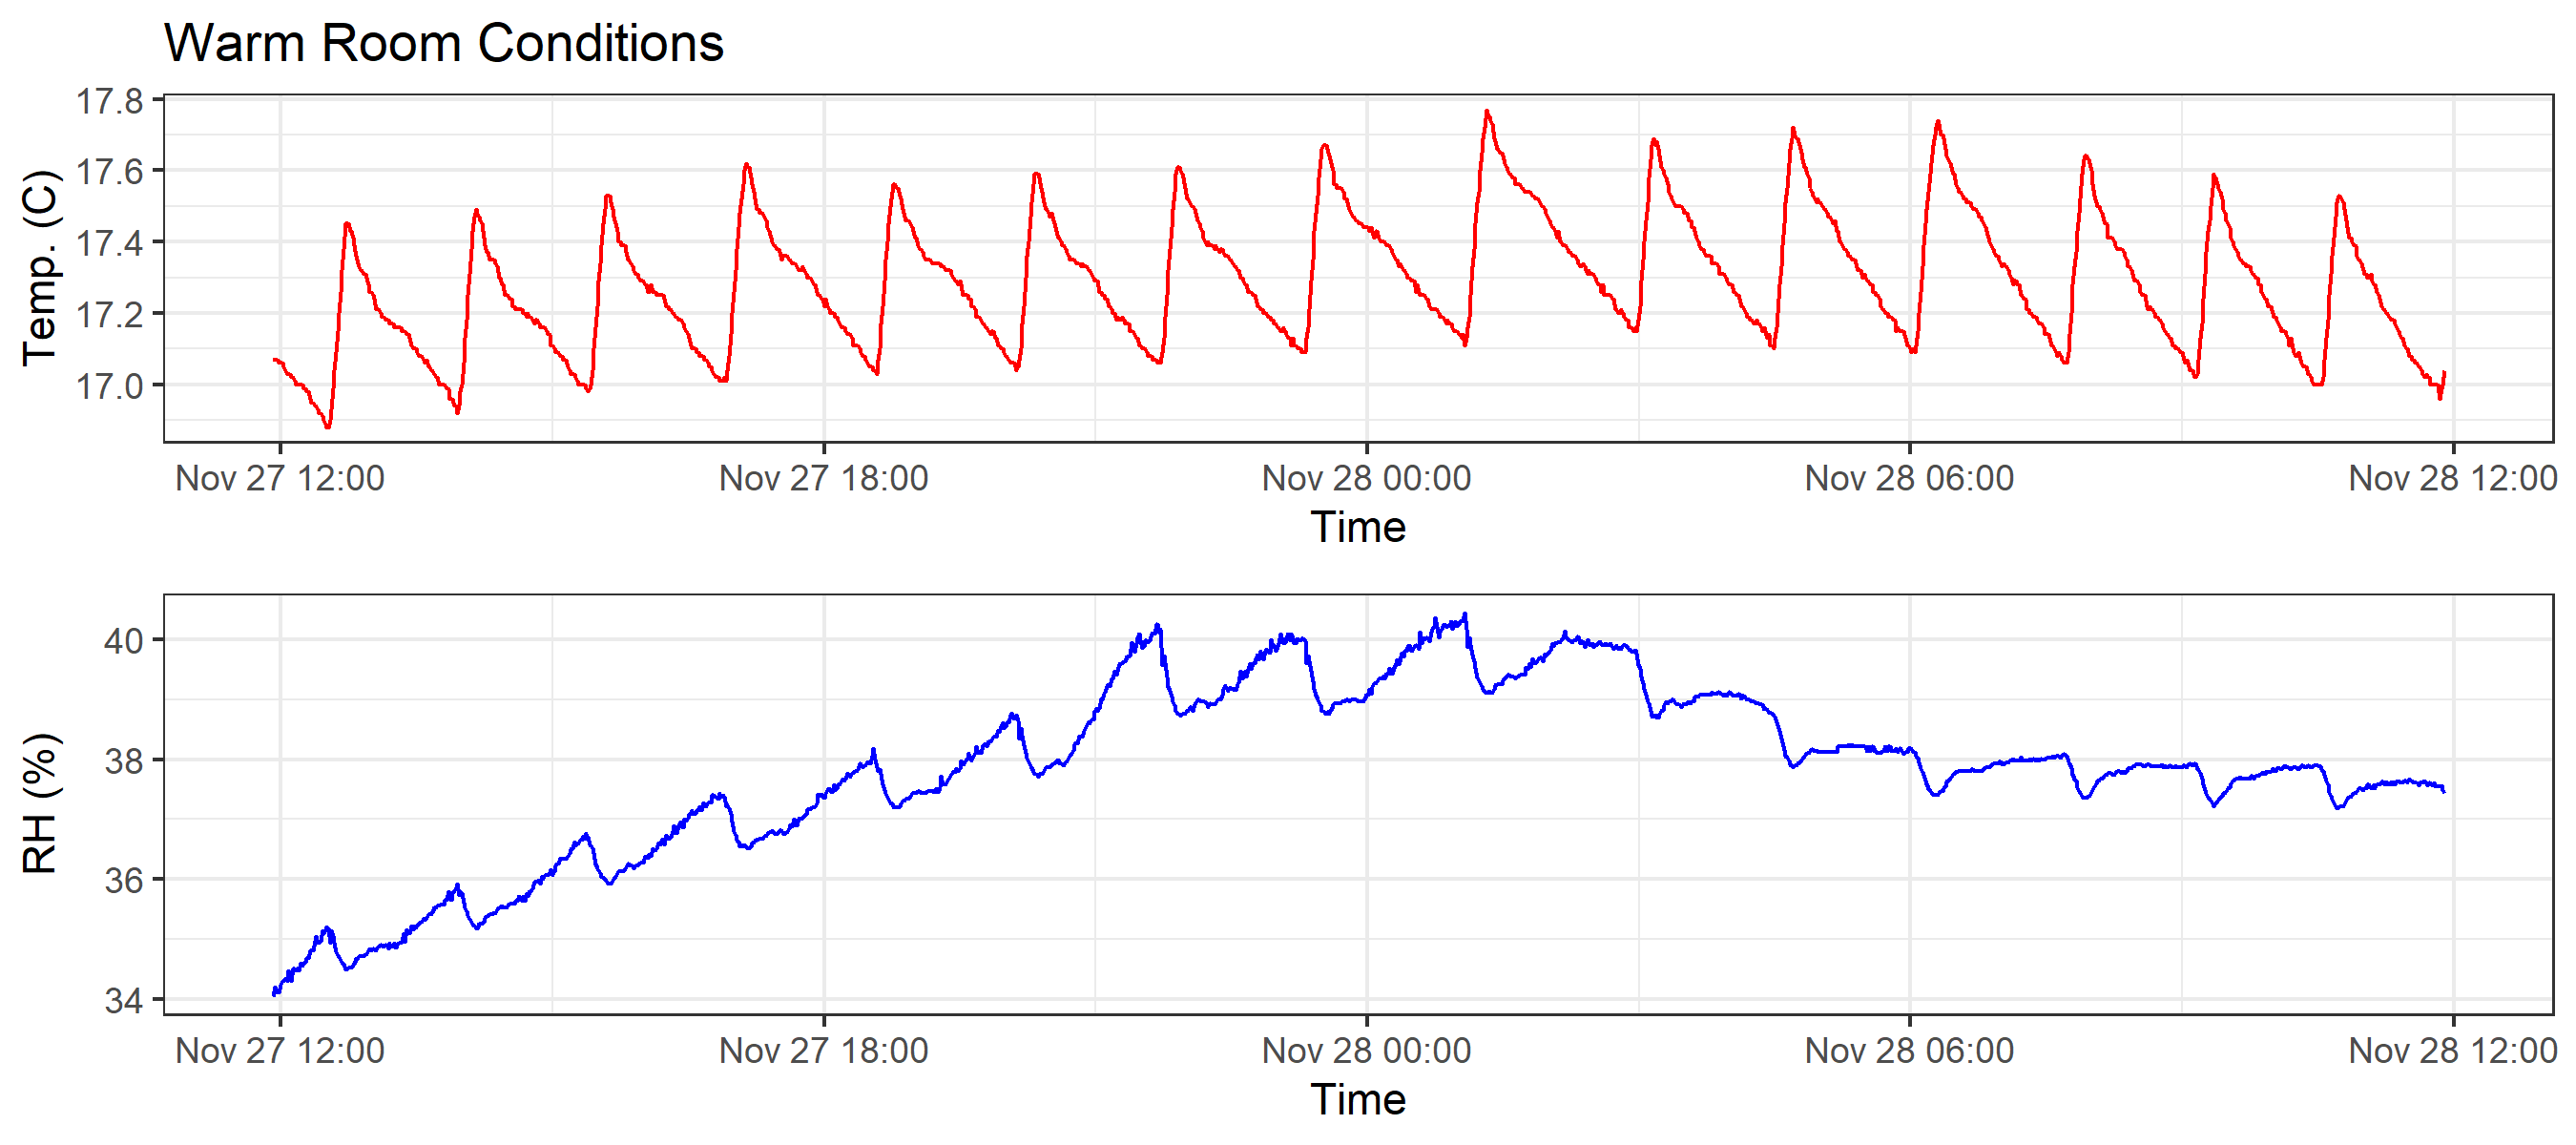 Warm Room Conditions
Temp. (C)
17.8
17.6
17.4
17.2
17.0
Nov 27 12:00 Nov 27 18:00 Nov 28 00:00 Nov 28 06:00 Nov 28 12:00
Time
RH (%)
40
38
36
34
Nov 27 12:00 Nov 27 18:00 Nov 28 00:00 Nov 28 06:00 Nov 28 12:00
Time